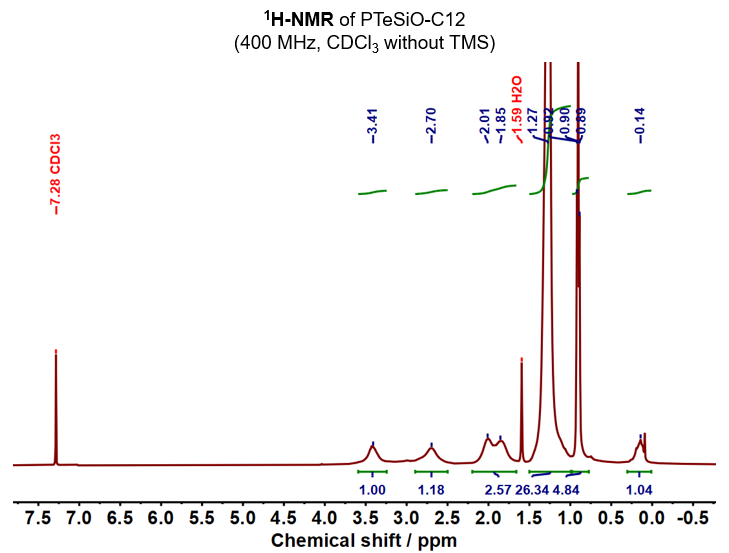 ¹H-NMR of PTeSiO-C12
(400 MHz, CDCl₃ without TMS)
7.28 CDCl3
3.41
2.70
2.01
1.85
1.59 H2O
1.27
0.92
0.90
0.89
0.14
1.00
1.18
2.57
26.34
4.84
1.04
7.5 7.0 6.5 6.0 5.5 5.0 4.5 4.0 3.5 3.0 2.5 2.0 1.5 1.0 0.5 0.0 -0.5
Chemical shift / ppm